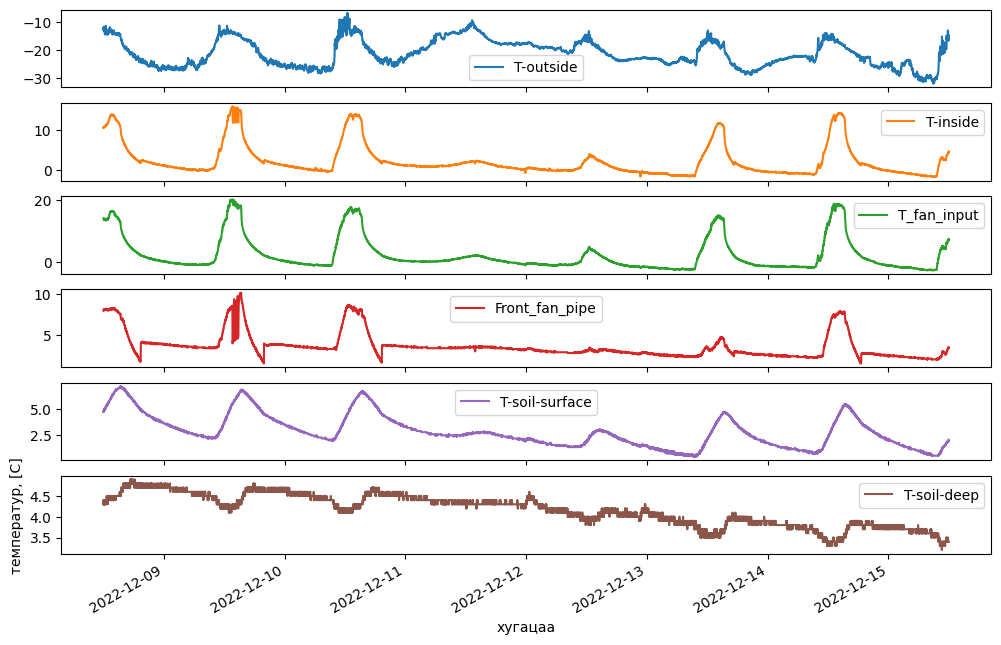 −10
−20
−30
T-outside
10
0
T-inside
20
0
T_fan_input
10
5
Front_fan_pipe
5.0
2.5
T-soil-surface
4.5
4.0
3.5
T-soil-deep
температур, [C]
2022-12-09
2022-12-10
2022-12-11
2022-12-12
2022-12-13
2022-12-14
2022-12-15
хугацаа